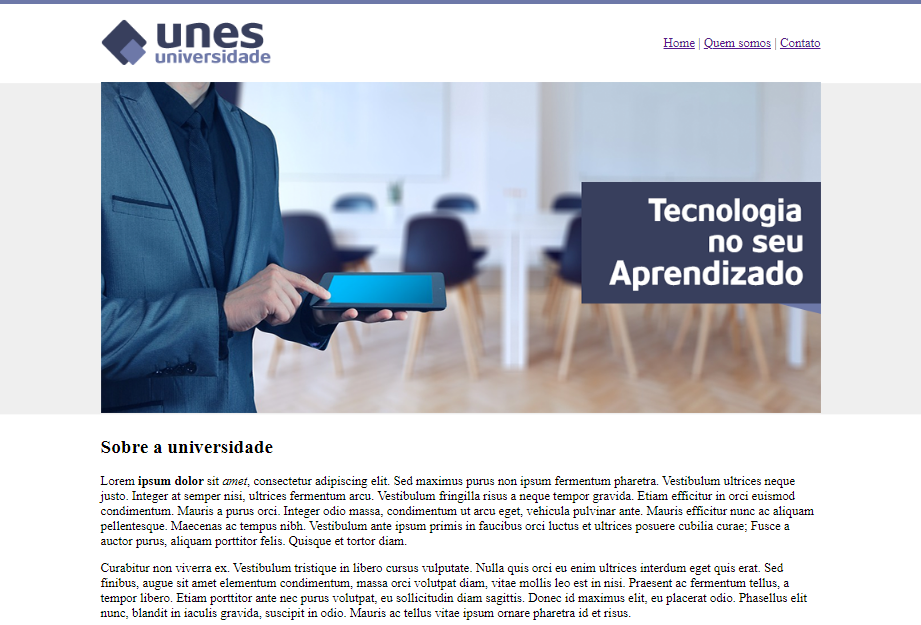 unes
universidade
Home | Quem somos | Contato
Tecnologia
no seu
Aprendizado
Sobre a universidade
Lorem ipsum dolor sit amet, consectetur adipiscing elit. Sed maximus purus non ipsum fermentum pharetra. Vestibulum ultrices neque
justo. Integer at semper nisi, ultrices fermentum arcu. Vestibulum fringilla risus a neque tempor gravida. Etiam efficitur in orci euismod
condimentum. Mauris a purus orci. Integer odio massa, condimentum ut arcu eget, vehicula pulvinar ante. Mauris efficitur nunc ac aliquam
pellentesque. Maecenas ac tempus nibh. Vestibulum ante ipsum primis in faucibus orci luctus et ultrices posuere cubilia curae; Fusce a
auctor purus, aliquam porttitor felis. Quisque et tortor diam.
Curabitur non viverra ex. Vestibulum tristique in libero cursus vulputate. Nulla quis orci eu enim ultrices interdum eget quis erat. Sed
finibus, augue sit amet elementum condimentum, massa orci volutpat diam, vitae mollis leo est in nisi. Praesent ac fermentum tellus, a
tempor libero. Etiam porttitor ante nec purus volutpat, eu sollicitudin diam sagittis. Donec id maximus elit, eu placerat odio. Phasellus elit
nunc, blandit in iaculis gravida, suscipit in odio. Mauris ac tellus vitae ipsum ornare pharetra id et risus.